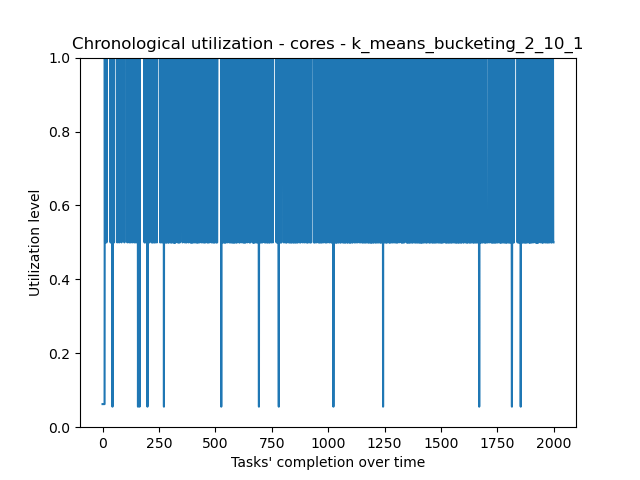 Chronological utilization - cores - k_means_bucketing_2_10_1
1.0
0.8
0.6
0.4
0.2
0.0
Utilization level
0 250 500 750 1000 1250 1500 1750 2000
Tasks' completion over time